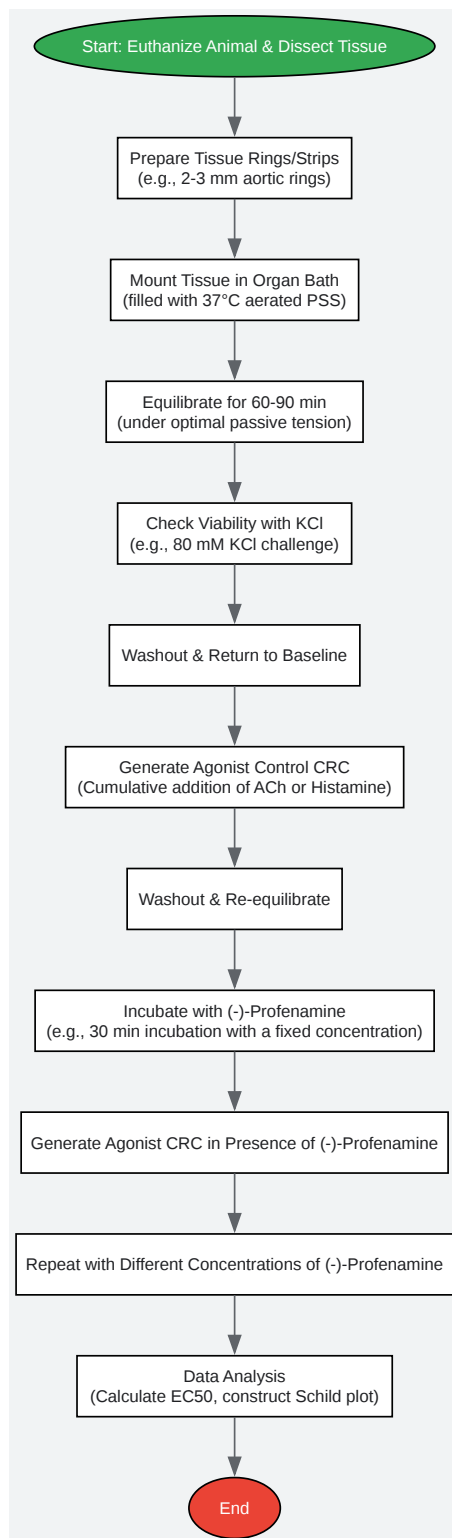 Start: Euthanize Animal & Dissect Tissue
Prepare Tissue Rings/Strips
(e.g., 2-3 mm aortic rings)
Mount Tissue in Organ Bath
(filled with 37°C aerated PSS)
Equilibrate for 60-90 min
(under optimal passive tension)
Check Viability with KCl
(e.g., 80 mM KCl challenge)
Washout & Return to Baseline
Generate Agonist Control CRC
(Cumulative addition of ACh or Histamine)
Washout & Re-equilibrate
Incubate with (-)-Profenamine
(e.g., 30 min incubation with a fixed concentration)
Generate Agonist CRC in Presence of (-)-Profenamine
Repeat with Different Concentrations of (-)-Profenamine
Data Analysis
(Calculate EC50, construct Schild plot)
End